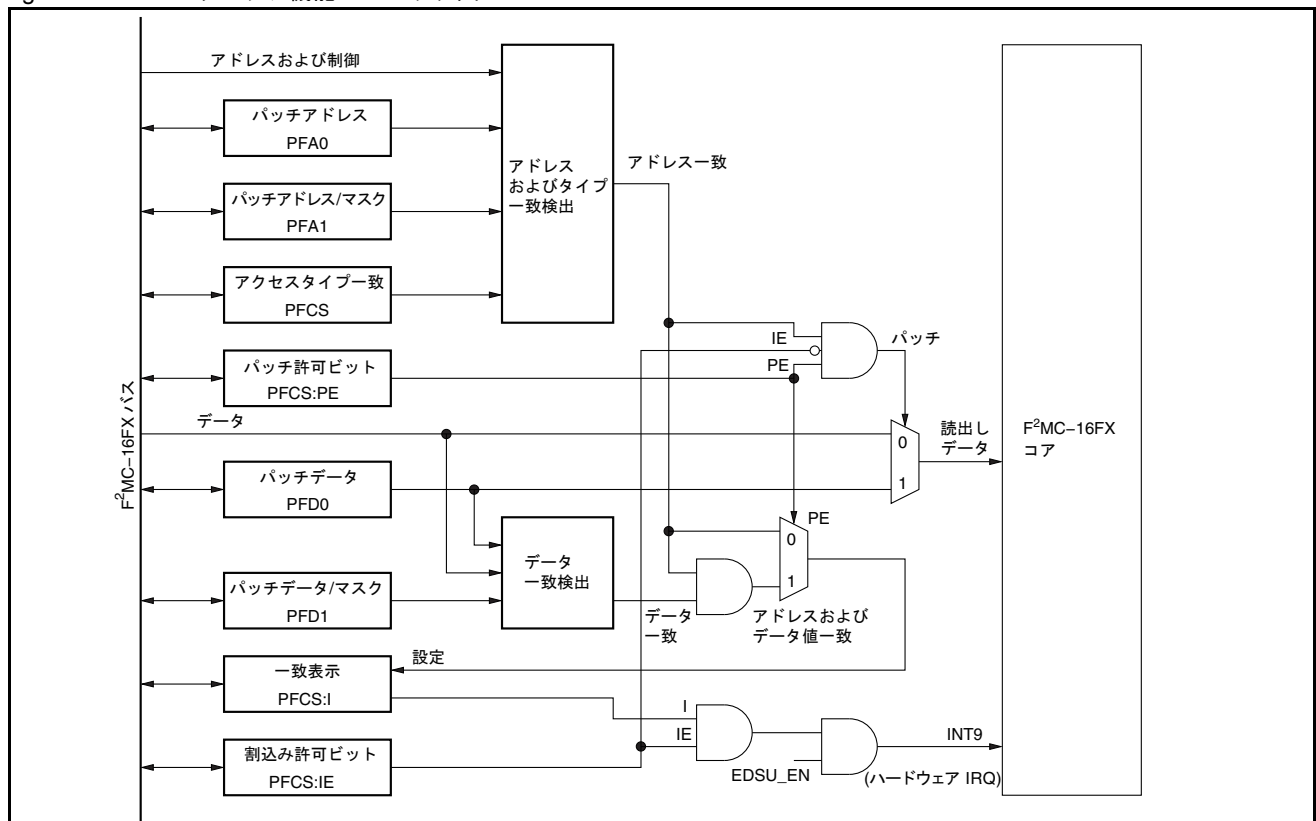 アドレスおよび制御
パッチアドレス
PFA0
パッチアドレス/マスク
PFA1
アクセスタイプ一致
PFCS
アドレス
およびタイプ
一致検出
アドレス一致
パッチ許可ビット
PFCS:PE
IE
PE
パッチ
F²MC−16FX バス
データ
0
1
読出し
データ
F²MC−16FX
コア
パッチデータ
PFD0
PE
0
1
データ
一致検出
パッチデータ/マスク
PFD1
データ
一致
アドレスおよび
データ値一致
設定
一致表示
PFCS:I
I
IE
割込み許可ビット
PFCS:IE
EDSU_EN
INT9
(ハードウェア IRQ)